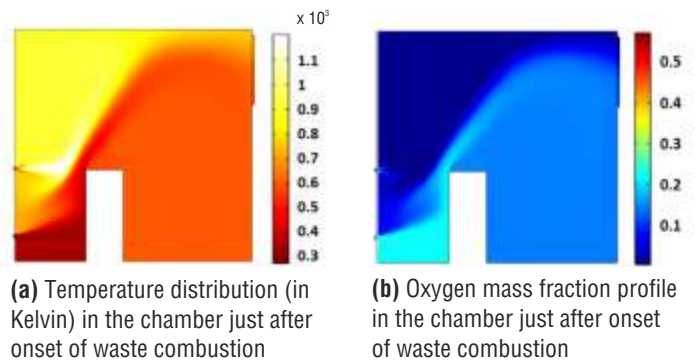 x 10³
1.1
1
0.9
0.8
0.7
0.6
0.5
0.4
0.3
0.5
0.4
0.3
0.2
0.1
(a) Temperature distribution (in
Kelvin) in the chamber just after
onset of waste combustion
(b) Oxygen mass fraction profile
in the chamber just after onset
of waste combustion